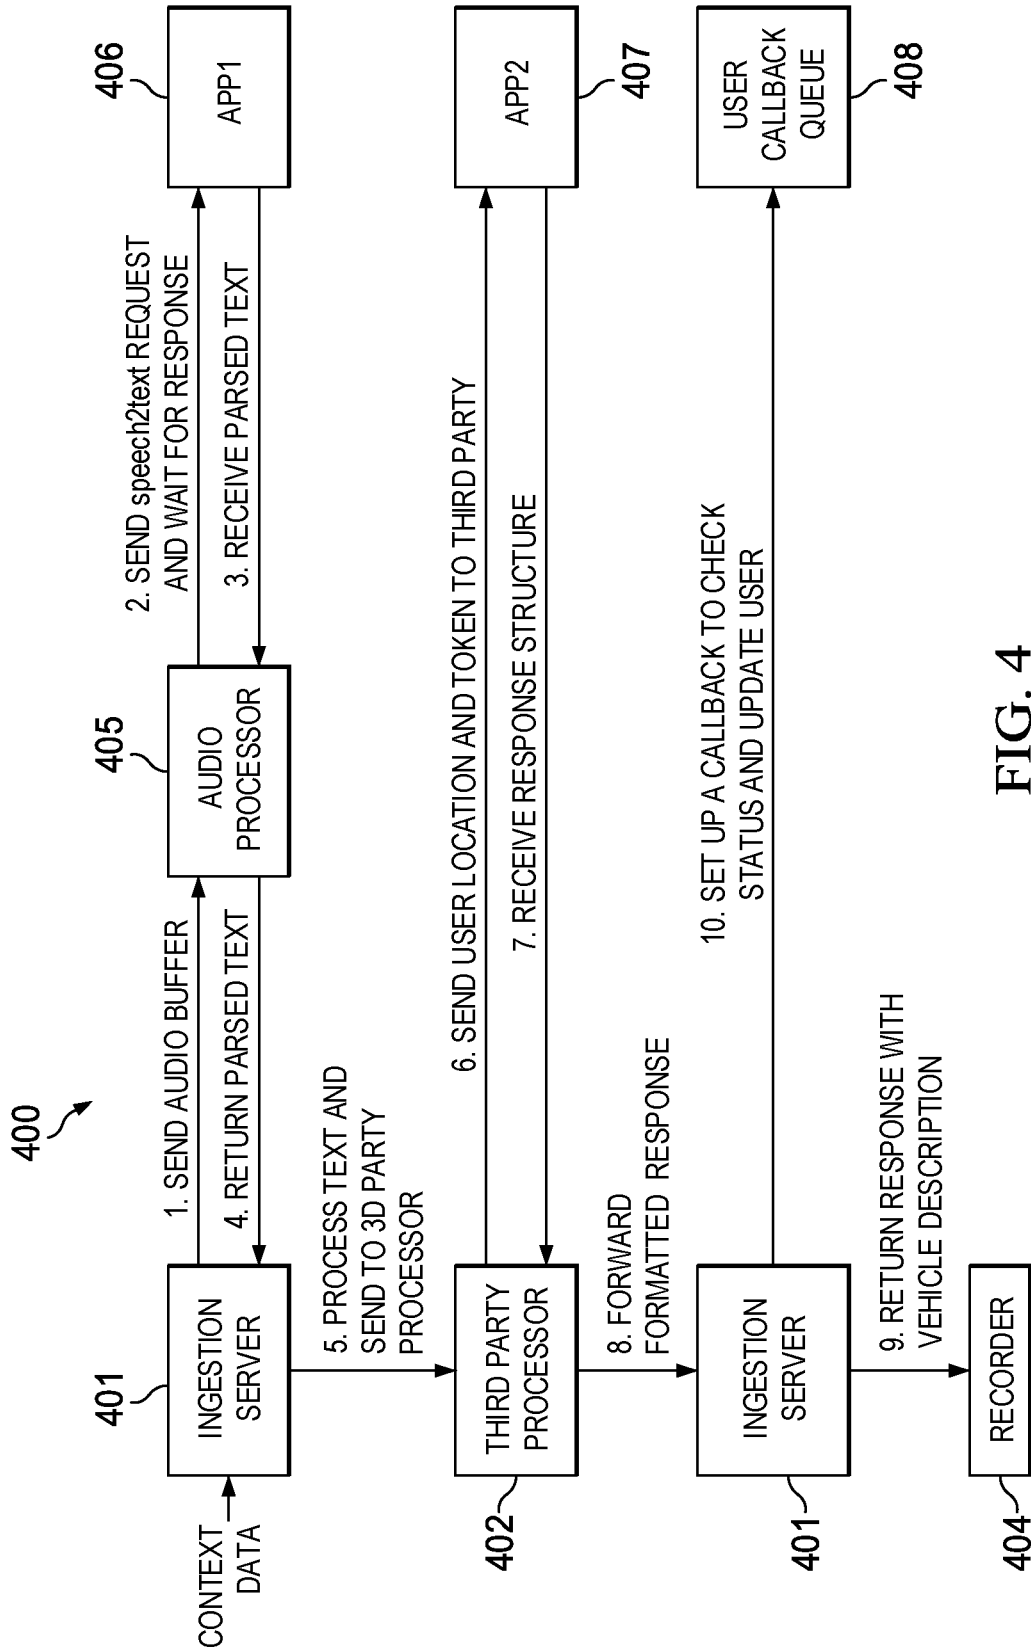 400
CONTEXT
DATA
401
INGESTION
SERVER
1. SEND AUDIO BUFFER
4. RETURN PARSED TEXT
405
AUDIO
PROCESSOR
2. SEND speech2text REQUEST
AND WAIT FOR RESPONSE
3. RECEIVE PARSED TEXT
406
APP1
5. PROCESS TEXT AND
SEND TO 3D PARTY
PROCESSOR
402
THIRD PARTY
PROCESSOR
6. SEND USER LOCATION AND TOKEN TO THIRD PARTY
7. RECEIVE RESPONSE STRUCTURE
APP2
407
8. FORWARD
FORMATTED RESPONSE
401
INGESTION
SERVER
10. SET UP A CALLBACK TO CHECK
STATUS AND UPDATE USER
USER
CALLBACK
QUEUE
408
9. RETURN RESPONSE WITH
VEHICLE DESCRIPTION
404
RECORDER
FIG. 4